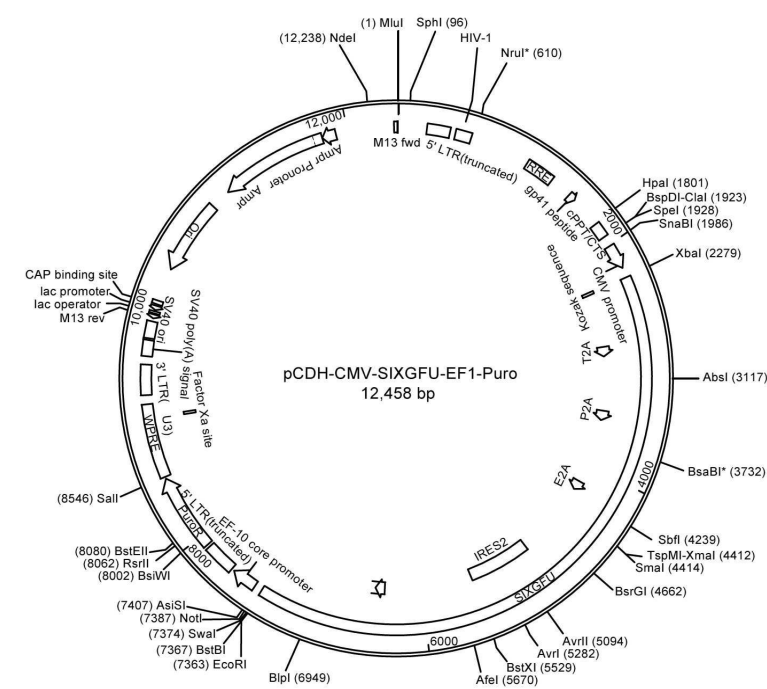 (1) MluI
SphI (96)
(12,238) NdeI
HIV-1
NruI* (610)
12,000
M13 fwd
5' LTR(truncated)
Ampr Promoter
Ampr
RRE
gp41 peptide
HpaI (1801)
BspDI-ClaI (1923)
SpeI (1928)
SnaBI (1986)
2000
cPPT/CTS
XbaI (2279)
CMV promoter
Kozak sequence
Ori
CAP binding site
lac promoter
lac operator
M13 rev
10,000
SV40 ori
SV40 poly(A) signal
T2A
pCDH-CMV-SIXGFU-EF1-Puro
12,458 bp
AbsI (3117)
3' LTR( U3)
Factor Xa site
P2A
WPRE
BsaBI* (3732)
4000
E2A
(8546) SalI
5' LTR(truncated)
PuroR
EF-10 core promoter
SbfI (4239)
TspMI-XmaI (4412)
SmaI (4414)
(8080) BstEII
(8062) RsrII
(8002) BsiWI
8000
IRES2
SIXGFU
BsrGI (4662)
(7407) AsiSI
(7387) NotI
(7374) SwaI
(7367) BstBI
(7363) EcoRI
6000
AvrII (5094)
AvrI (5282)
BstXI (5529)
AfeI (5670)
BlpI (6949)